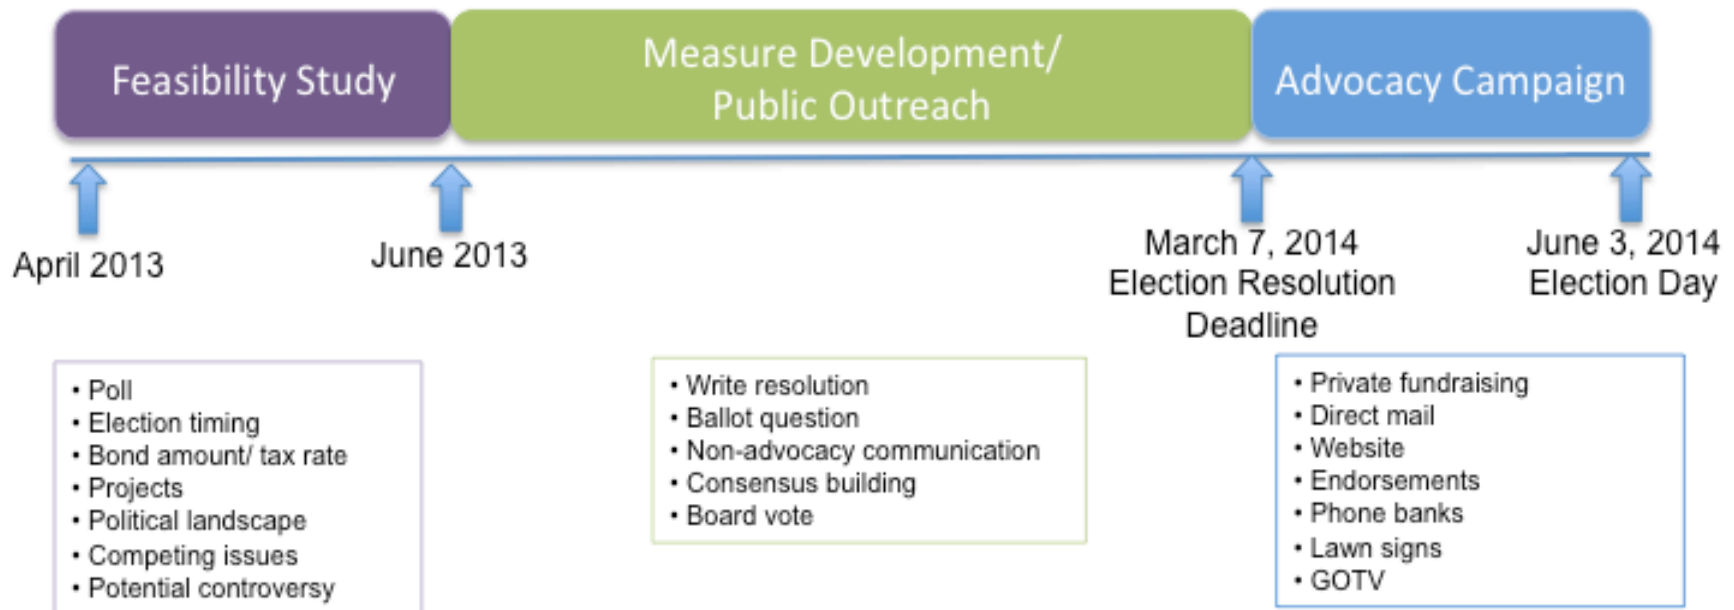 Feasibility Study
Measure Development/
Public Outreach
Advocacy Campaign
April 2013
June 2013
March 7, 2014
Election Resolution
Deadline
June 3, 2014
Election Day
• Poll
• Election timing
• Bond amount/ tax rate
• Projects
• Political landscape
• Competing issues
• Potential controversy
• Write resolution
• Ballot question
• Non-advocacy communication
• Consensus building
• Board vote
• Private fundraising
• Direct mail
• Website
• Endorsements
• Phone banks
• Lawn signs
• GOTV